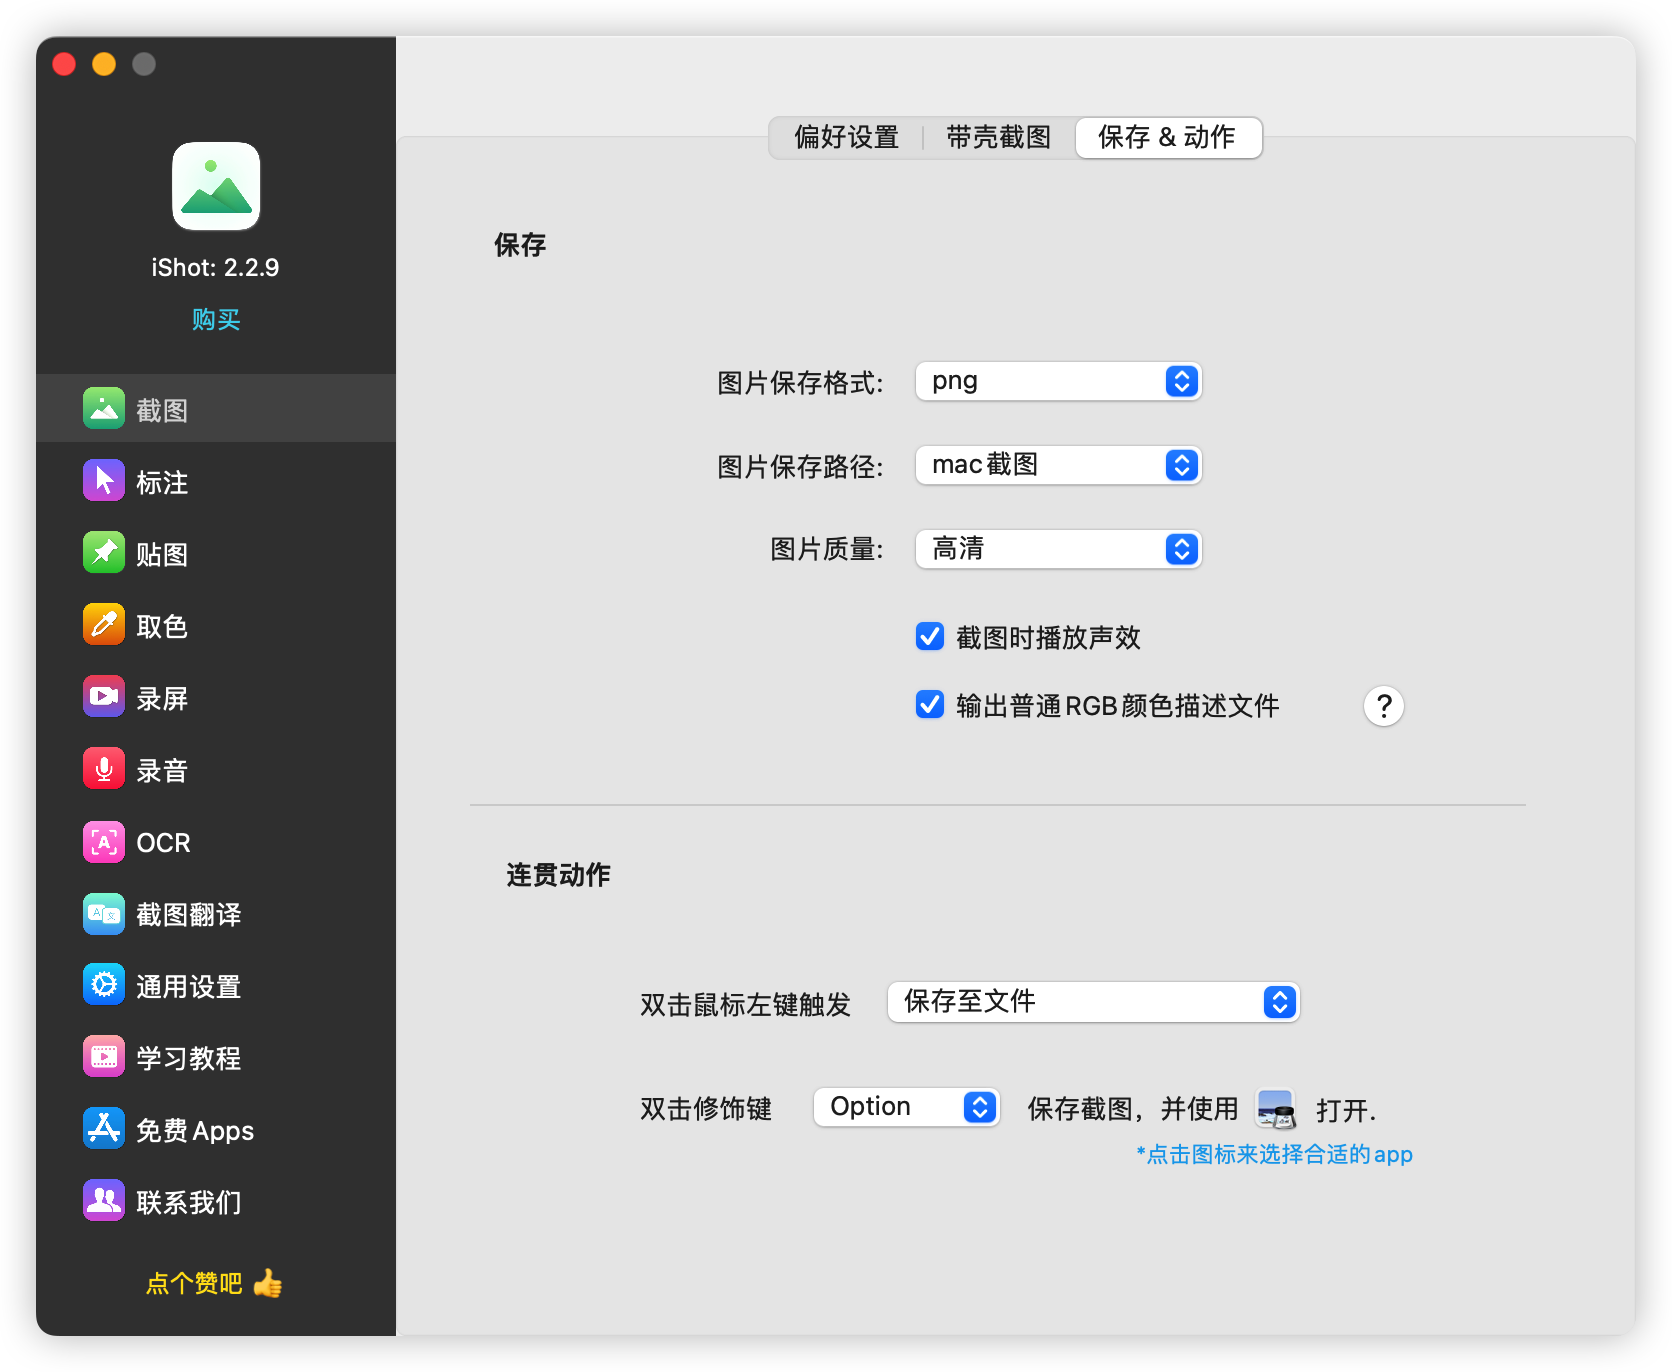 iShot: 2.2.9
购买
截图
标注
贴图
取色
录屏
录音
OCR
截图翻译
通用设置
学习教程
免费Apps
联系我们
点个赞吧 👍
偏好设置 带壳截图 保存 & 动作
保存
图片保存格式: png
图片保存路径: mac截图
图片质量: 高清
截图时播放声效
输出普通RGB颜色描述文件 ?
连贯动作
双击鼠标左键触发 保存至文件
双击修饰键 Option 保存截图，并使用 打开.
*点击图标来选择合适的app